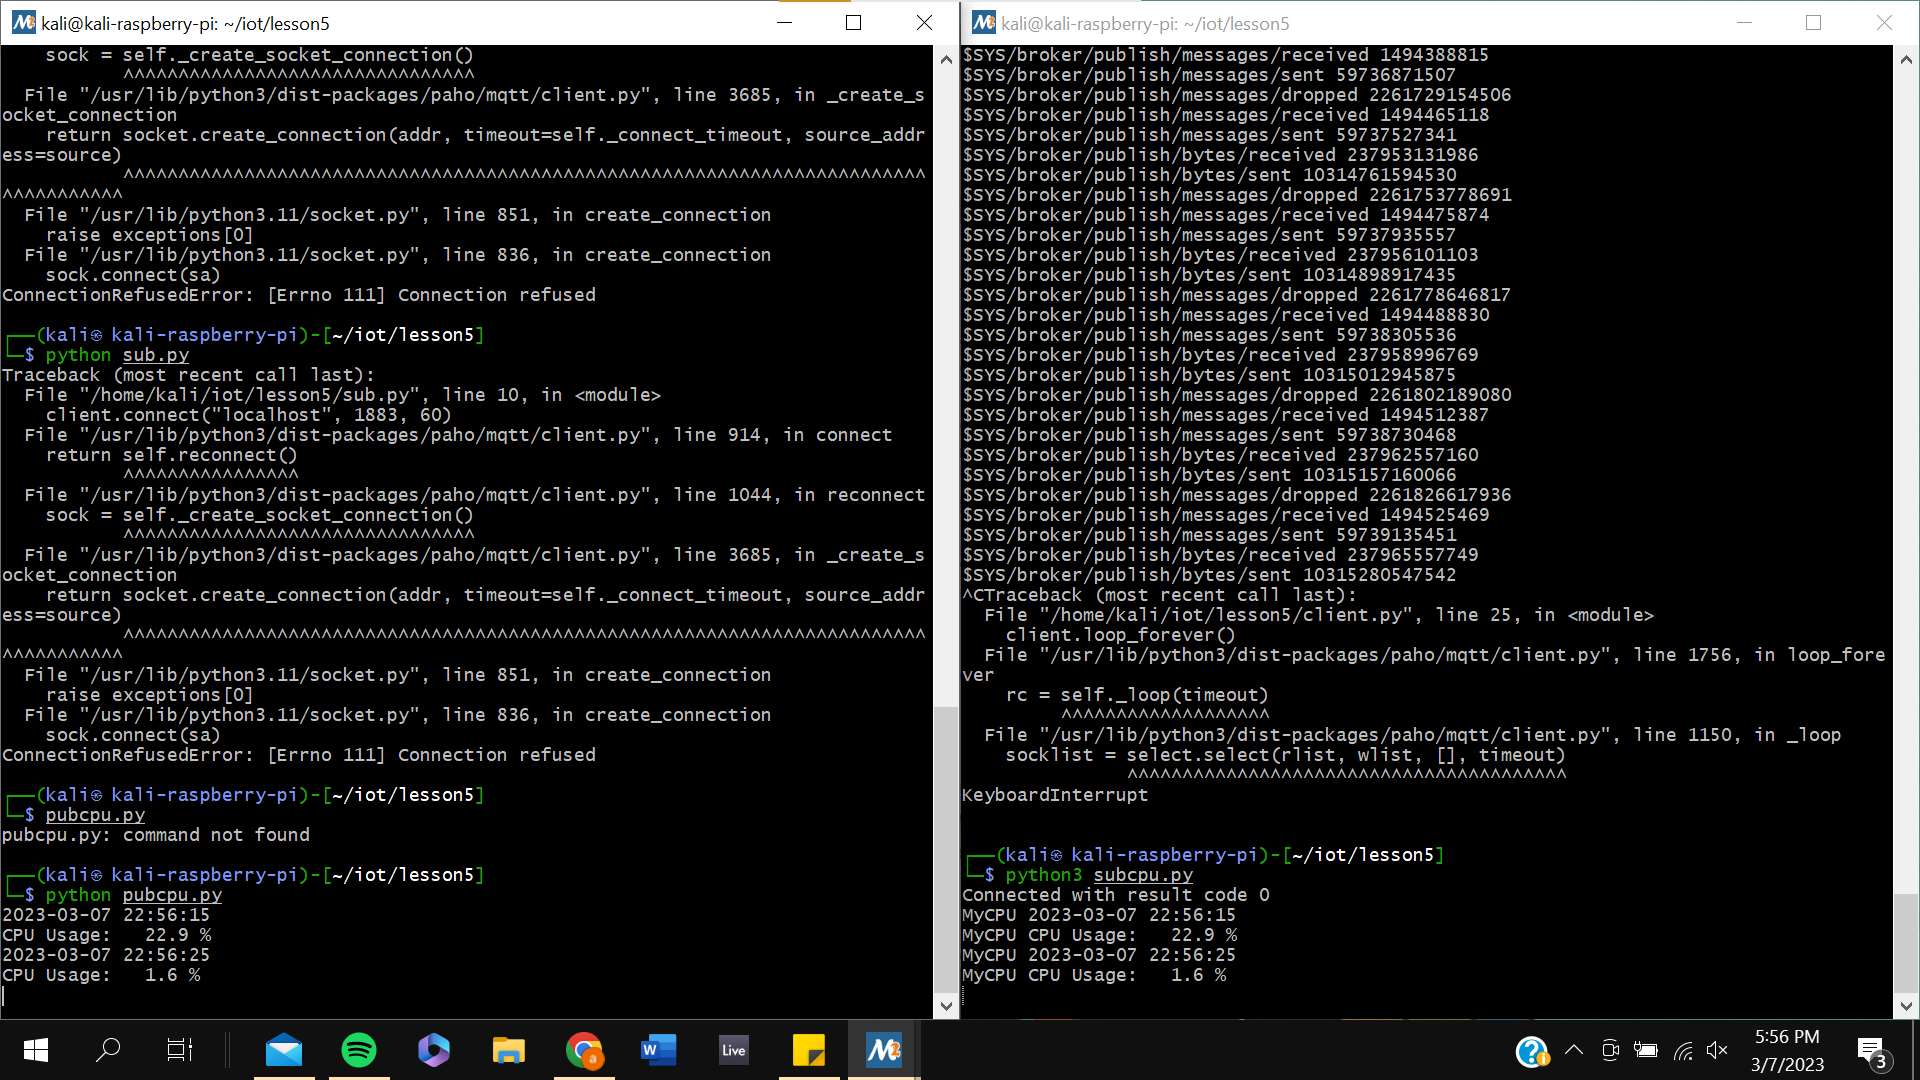 kali@kali-raspberry-pi: ~/iot/lesson5
    sock = self._create_socket_connection()
           ^^^^^^^^^^^^^^^^^^^^^^^^^^^^^^^^
  File "/usr/lib/python3/dist-packages/paho/mqtt/client.py", line 3685, in _create_s
ocket_connection
    return socket.create_connection(addr, timeout=self._connect_timeout, source_addr
ess=source)
           ^^^^^^^^^^^^^^^^^^^^^^^^^^^^^^^^^^^^^^^^^^^^^^^^^^^^^^^^^^^^^^^^^^^^^^^^^
^^^^^^^^^^^
  File "/usr/lib/python3.11/socket.py", line 851, in create_connection
    raise exceptions[0]
  File "/usr/lib/python3.11/socket.py", line 836, in create_connection
    sock.connect(sa)
ConnectionRefusedError: [Errno 111] Connection refused
┌──(kali㉿ kali-raspberry-pi)-[~/iot/lesson5]
└─$ python sub.py
Traceback (most recent call last):
  File "/home/kali/iot/lesson5/sub.py", line 10, in <module>
    client.connect("localhost", 1883, 60)
  File "/usr/lib/python3/dist-packages/paho/mqtt/client.py", line 914, in connect
    return self.reconnect()
           ^^^^^^^^^^^^^^^^
  File "/usr/lib/python3/dist-packages/paho/mqtt/client.py", line 1044, in reconnect
    sock = self._create_socket_connection()
           ^^^^^^^^^^^^^^^^^^^^^^^^^^^^^^^^
  File "/usr/lib/python3/dist-packages/paho/mqtt/client.py", line 3685, in _create_s
ocket_connection
    return socket.create_connection(addr, timeout=self._connect_timeout, source_addr
ess=source)
           ^^^^^^^^^^^^^^^^^^^^^^^^^^^^^^^^^^^^^^^^^^^^^^^^^^^^^^^^^^^^^^^^^^^^^^^^^
^^^^^^^^^^^
  File "/usr/lib/python3.11/socket.py", line 851, in create_connection
    raise exceptions[0]
  File "/usr/lib/python3.11/socket.py", line 836, in create_connection
    sock.connect(sa)
ConnectionRefusedError: [Errno 111] Connection refused
┌──(kali㉿ kali-raspberry-pi)-[~/iot/lesson5]
└─$ pubcpu.py
pubcpu.py: command not found
┌──(kali㉿ kali-raspberry-pi)-[~/iot/lesson5]
└─$ python pubcpu.py
2023-03-07 22:56:15
CPU Usage:   22.9 %
2023-03-07 22:56:25
CPU Usage:   1.6 %
kali@kali-raspberry-pi: ~/iot/lesson5
$SYS/broker/publish/messages/received 1494388815
$SYS/broker/publish/messages/sent 59736871507
$SYS/broker/publish/messages/dropped 2261729154506
$SYS/broker/publish/messages/received 1494465118
$SYS/broker/publish/messages/sent 59737527341
$SYS/broker/publish/bytes/received 237953131986
$SYS/broker/publish/bytes/sent 10314761594530
$SYS/broker/publish/messages/dropped 2261753778691
$SYS/broker/publish/messages/received 1494475874
$SYS/broker/publish/messages/sent 59737935557
$SYS/broker/publish/bytes/received 237956101103
$SYS/broker/publish/bytes/sent 10314898917435
$SYS/broker/publish/messages/dropped 2261778646817
$SYS/broker/publish/messages/received 1494488830
$SYS/broker/publish/messages/sent 59738305536
$SYS/broker/publish/bytes/received 237958996769
$SYS/broker/publish/bytes/sent 10315012945875
$SYS/broker/publish/messages/dropped 2261802189080
$SYS/broker/publish/messages/received 1494512387
$SYS/broker/publish/messages/sent 59738730468
$SYS/broker/publish/bytes/received 237962557160
$SYS/broker/publish/bytes/sent 10315157160066
$SYS/broker/publish/messages/dropped 2261826617936
$SYS/broker/publish/messages/received 1494525469
$SYS/broker/publish/messages/sent 59739135451
$SYS/broker/publish/bytes/received 237965557749
$SYS/broker/publish/bytes/sent 10315280547542
^CTraceback (most recent call last):
  File "/home/kali/iot/lesson5/client.py", line 25, in <module>
    client.loop_forever()
  File "/usr/lib/python3/dist-packages/paho/mqtt/client.py", line 1756, in loop_fore
ver
    rc = self._loop(timeout)
         ^^^^^^^^^^^^^^^^^^^
  File "/usr/lib/python3/dist-packages/paho/mqtt/client.py", line 1150, in _loop
    socklist = select.select(rlist, wlist, [], timeout)
               ^^^^^^^^^^^^^^^^^^^^^^^^^^^^^^^^^^^^^^^^
KeyboardInterrupt
┌──(kali㉿ kali-raspberry-pi)-[~/iot/lesson5]
└─$ python3 subcpu.py
Connected with result code 0
MyCPU 2023-03-07 22:56:15
MyCPU CPU Usage:   22.9 %
MyCPU 2023-03-07 22:56:25
MyCPU CPU Usage:   1.6 %
a
W
Live
M2
5:56 PM
3/7/2023
3